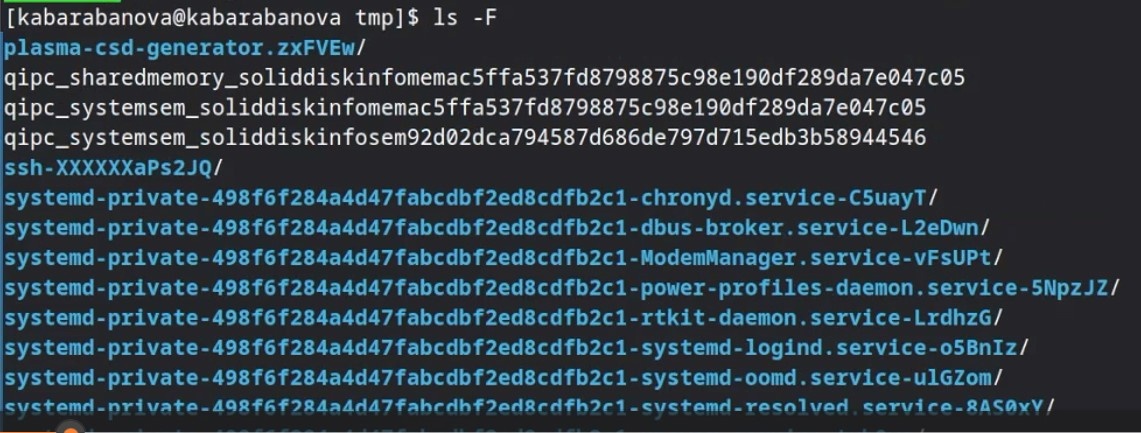 [kabarabanova@kabarabanova tmp]$ ls -F
plasma-csd-generator.zxFVEw/
qipc_sharedmemory_soliddiskinfomemac5ffa537fd8798875c98e190df289da7e047c05
qipc_systemsem_soliddiskinfomemac5ffa537fd8798875c98e190df289da7e047c05
qipc_systemsem_soliddiskinfosem92d02dca794587d686de797d715edb3b58944546
ssh-XXXXXXaPs2JQ/
systemd-private-498f6f284a4d47fabcdbf2ed8cdfb2c1-chronyd.service-C5uayT/
systemd-private-498f6f284a4d47fabcdbf2ed8cdfb2c1-dbus-broker.service-L2eDwn/
systemd-private-498f6f284a4d47fabcdbf2ed8cdfb2c1-ModemManager.service-vFsUPt/
systemd-private-498f6f284a4d47fabcdbf2ed8cdfb2c1-power-profiles-daemon.service-5NpzJZ/
systemd-private-498f6f284a4d47fabcdbf2ed8cdfb2c1-rtkit-daemon.service-LrdhzG/
systemd-private-498f6f284a4d47fabcdbf2ed8cdfb2c1-systemd-logind.service-o5BnIz/
systemd-private-498f6f284a4d47fabcdbf2ed8cdfb2c1-systemd-oomd.service-ulGZom/
systemd-private-498f6f284a4d47fabcdbf2ed8cdfb2c1-systemd-resolved.service-8AS0xY/